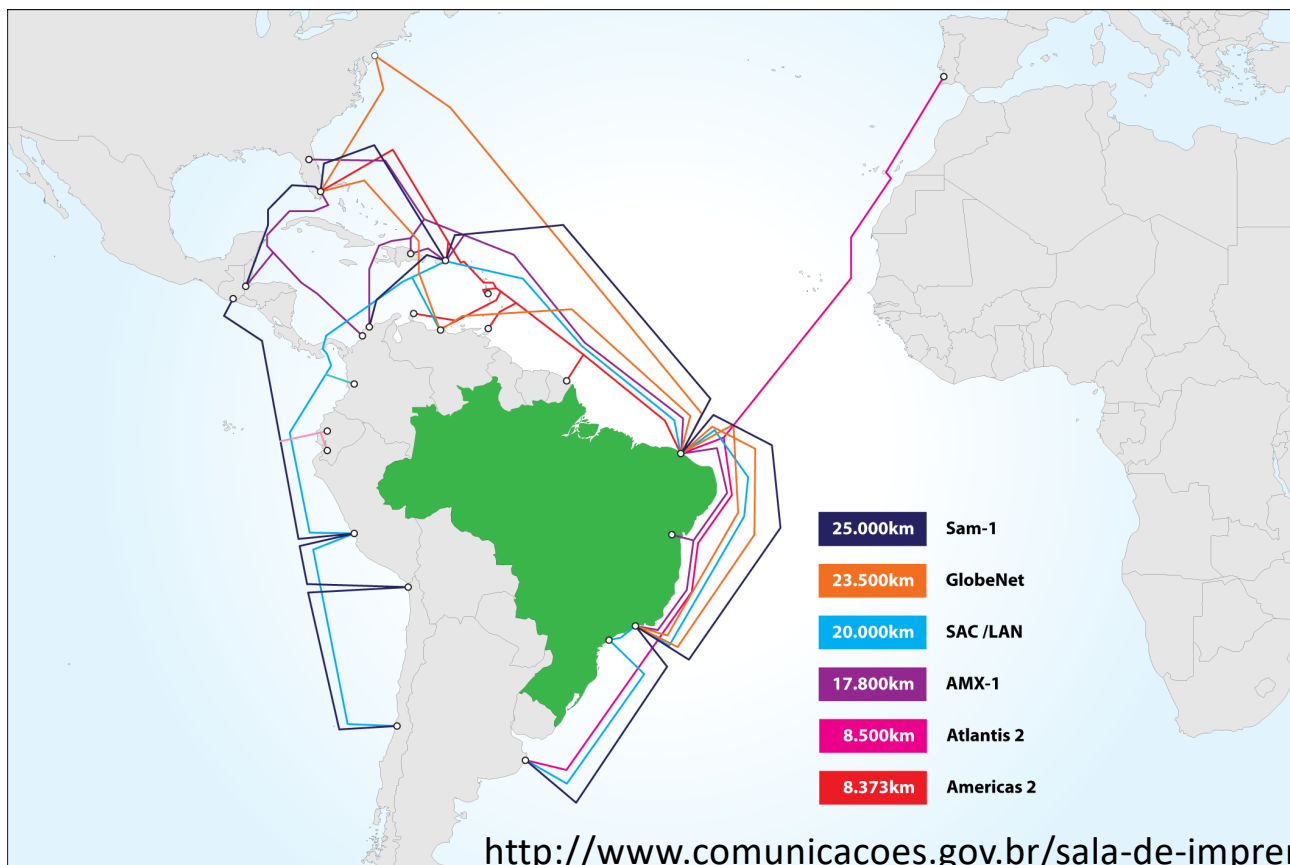 25.000km Sam-1
23.500km GlobeNet
20.000km SAC /LAN
17.800km AMX-1
8.500km Atlantis 2
8.373km Americas 2
http://www.comunicacoes.gov.br/sala-de-impren